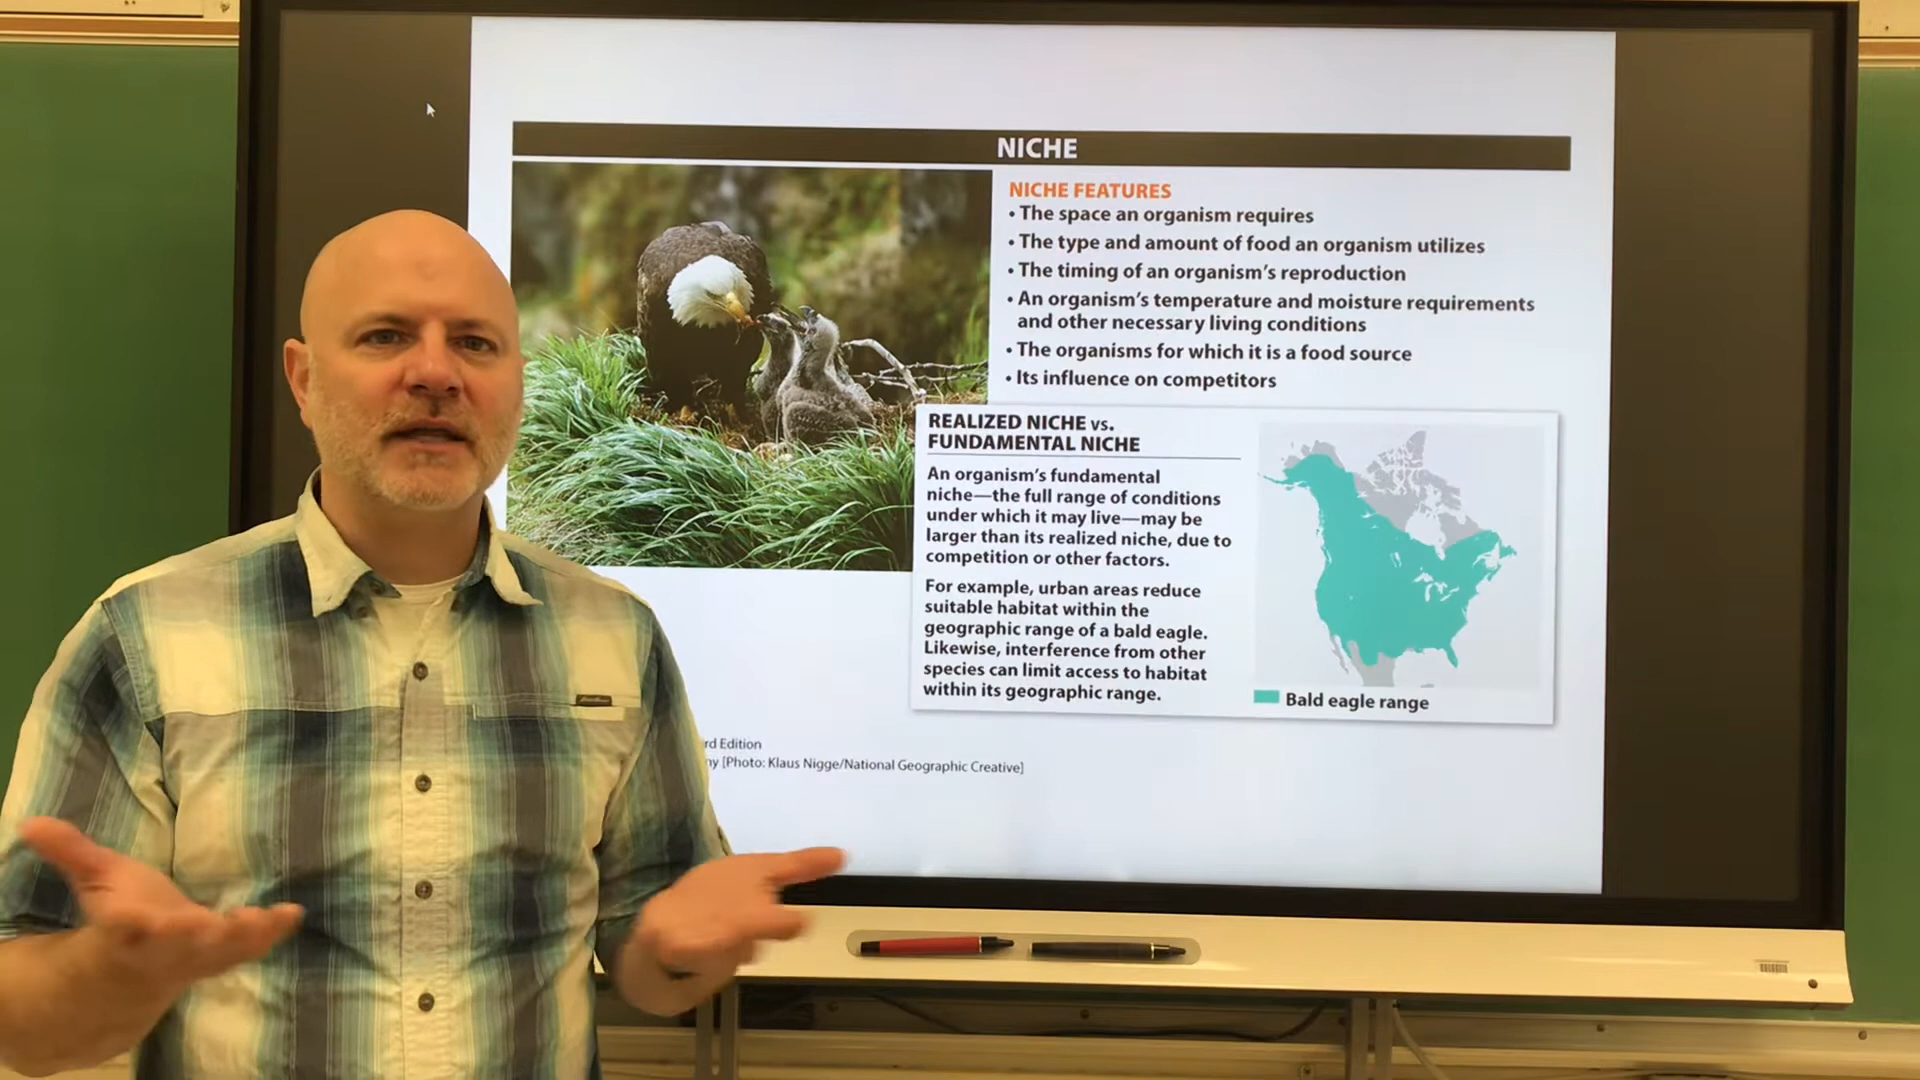 NICHE
NICHE FEATURES
• The space an organism requires
• The type and amount of food an organism utilizes
• The timing of an organism's reproduction
• An organism's temperature and moisture requirements
and other necessary living conditions
• The organisms for which it is a food source
• Its influence on competitors
REALIZED NICHE vs.
FUNDAMENTAL NICHE
An organism's fundamental
niche—the full range of conditions
under which it may live—may be
larger than its realized niche, due to
competition or other factors.
For example, urban areas reduce
suitable habitat within the
geographic range of a bald eagle.
Likewise, interference from other
species can limit access to habitat
within its geographic range.
Bald eagle range
rd Edition
ny [Photo: Klaus Nigge/National Geographic Creative]